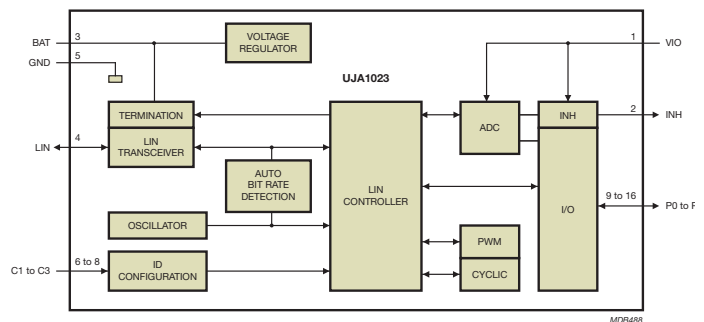 BAT
3
VOLTAGE
REGULATOR
1
VIO
GND
5
UJA1023
TERMINATION
LIN
TRANSCEIVER
LIN
4
ADC
INH
2
INH
AUTO
BIT RATE
DETECTION
LIN
CONTROLLER
I/O
9 to 16
P0 to
OSCILLATOR
PWM
CYCLIC
C1 to C3
6 to 8
ID
CONFIGURATION
MDB488